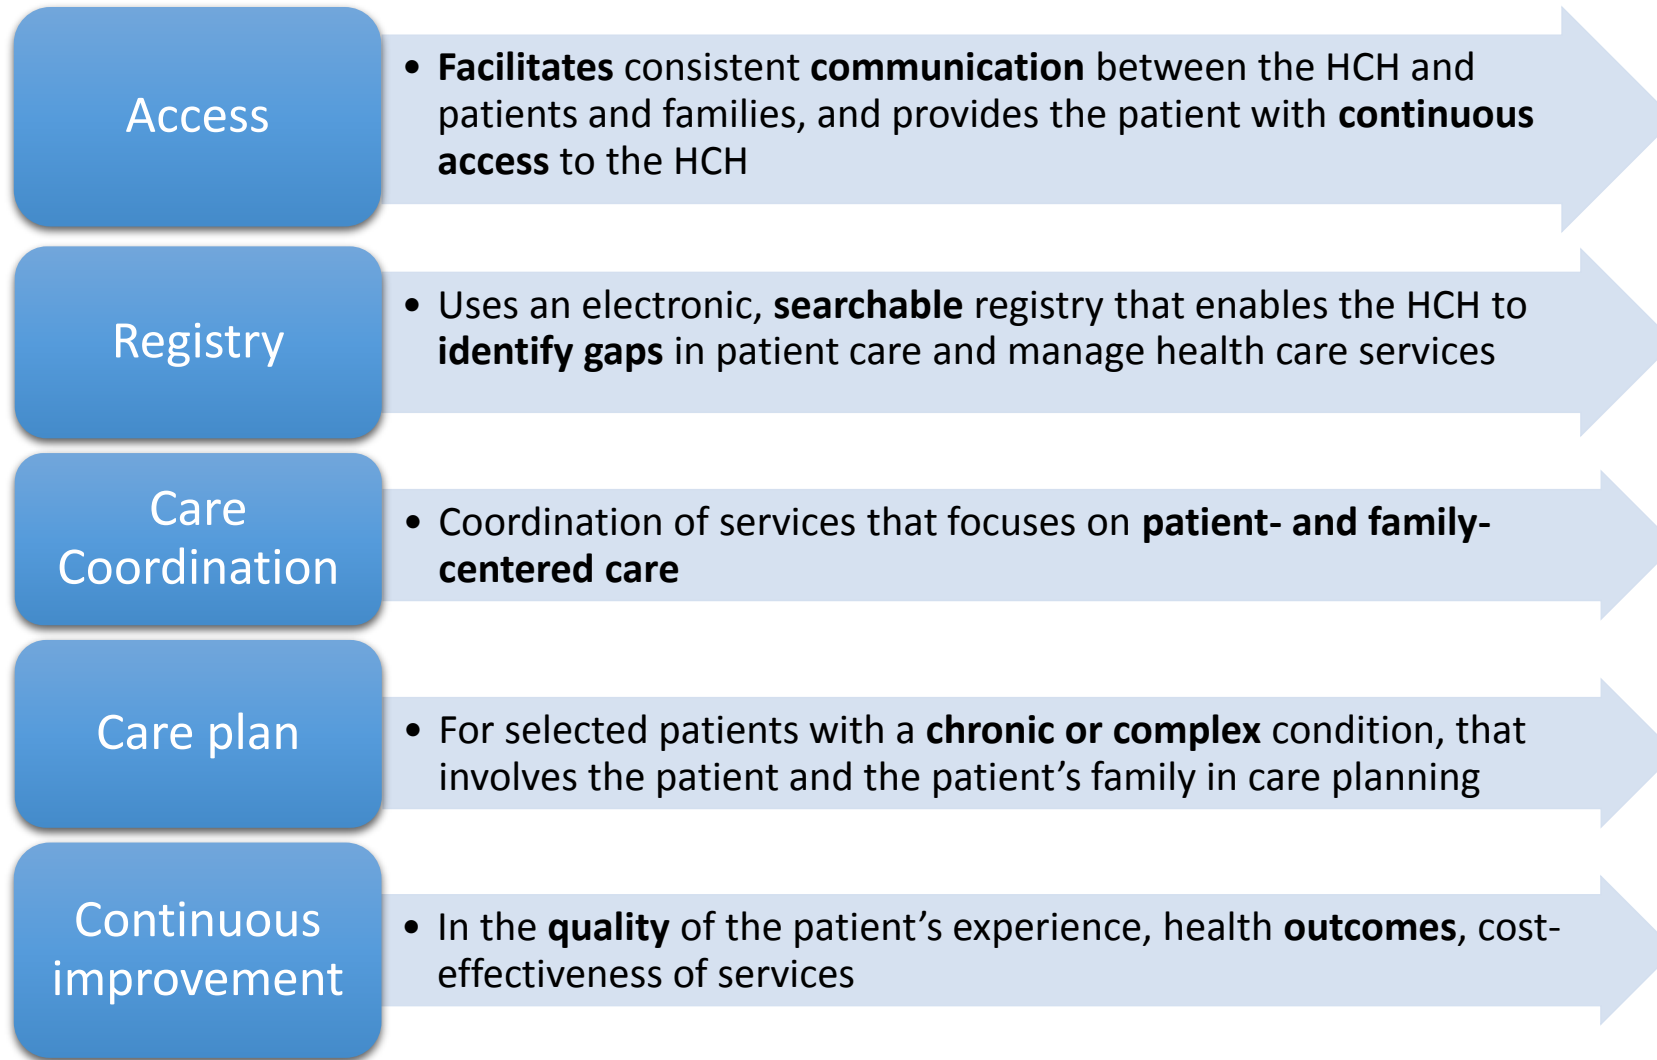 Access
• Facilitates consistent communication between the HCH and
patients and families, and provides the patient with continuous
access to the HCH
Registry
• Uses an electronic, searchable registry that enables the HCH to
identify gaps in patient care and manage health care services
Care
Coordination
• Coordination of services that focuses on patient- and family-
centered care
Care plan
• For selected patients with a chronic or complex condition, that
involves the patient and the patient’s family in care planning
Continuous
improvement
• In the quality of the patient’s experience, health outcomes, cost-
effectiveness of services